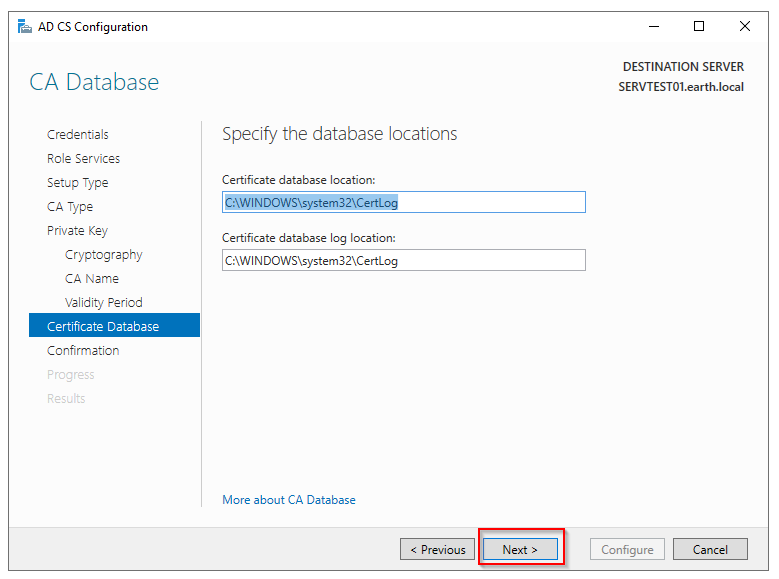 AD CS Configuration
CA Database
DESTINATION SERVER
SERVTEST01.earth.local
Credentials
Role Services
Setup Type
CA Type
Private Key
Cryptography
CA Name
Validity Period
Certificate Database
Confirmation
Progress
Results
Specify the database locations
Certificate database location:
C:\WINDOWS\system32\CertLog
Certificate database log location:
C:\WINDOWS\system32\CertLog
More about CA Database
< Previous
Next >
Configure
Cancel